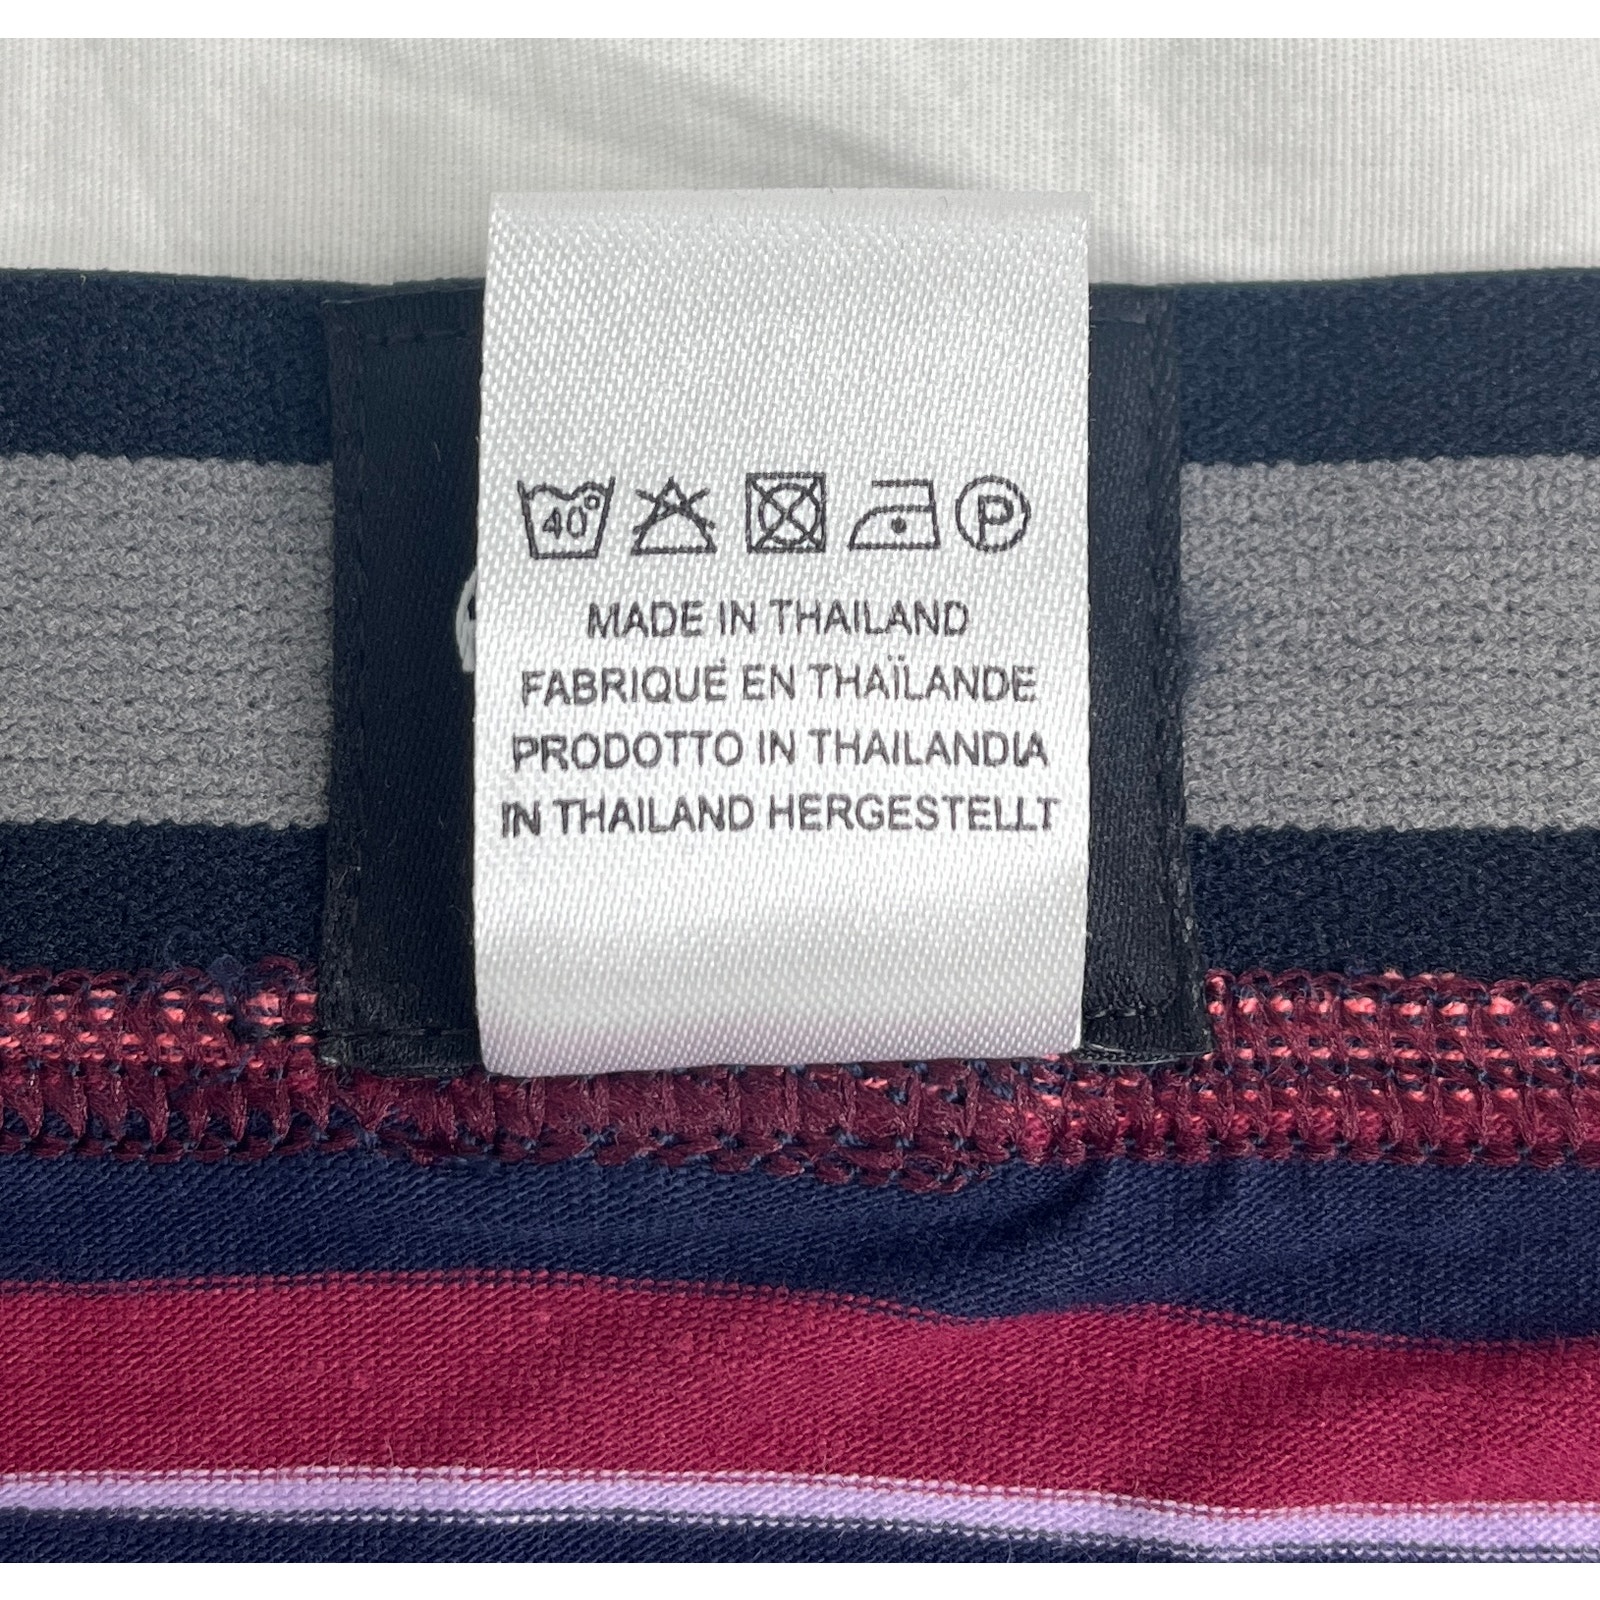 40°
P
MADE IN THAILAND
FABRIQUÉ EN THAÏLANDE
PRODOTTO IN THAILANDIA
IN THAILAND HERGESTELLT